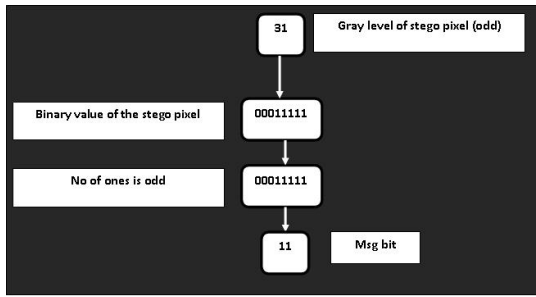 31
Gray level of stego pixel (odd)
Binary value of the stego pixel
00011111
No of ones is odd
00011111
11
Msg bit